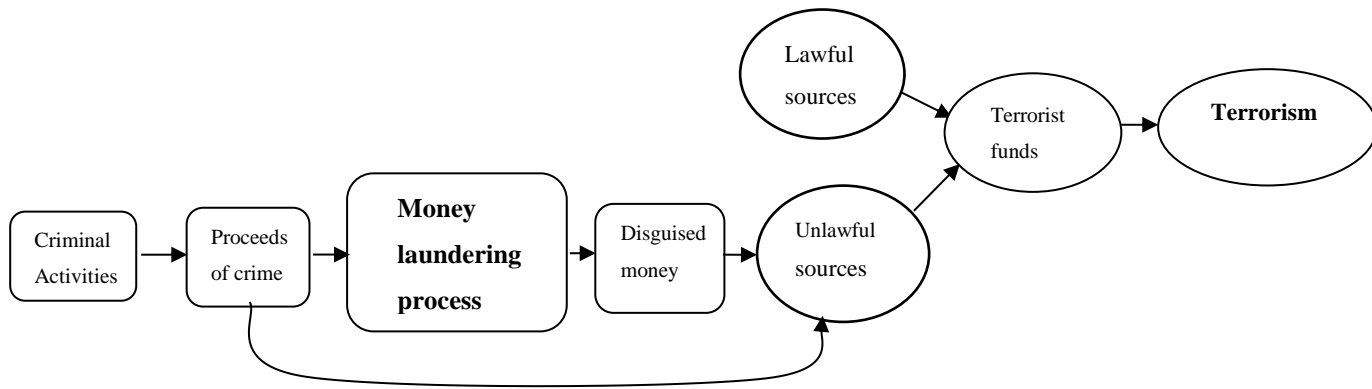 Criminal
Activities
Proceeds
of crime
Money
laundering
process
Disguised
money
Unlawful
sources
Lawful
sources
Terrorist
funds
Terrorism